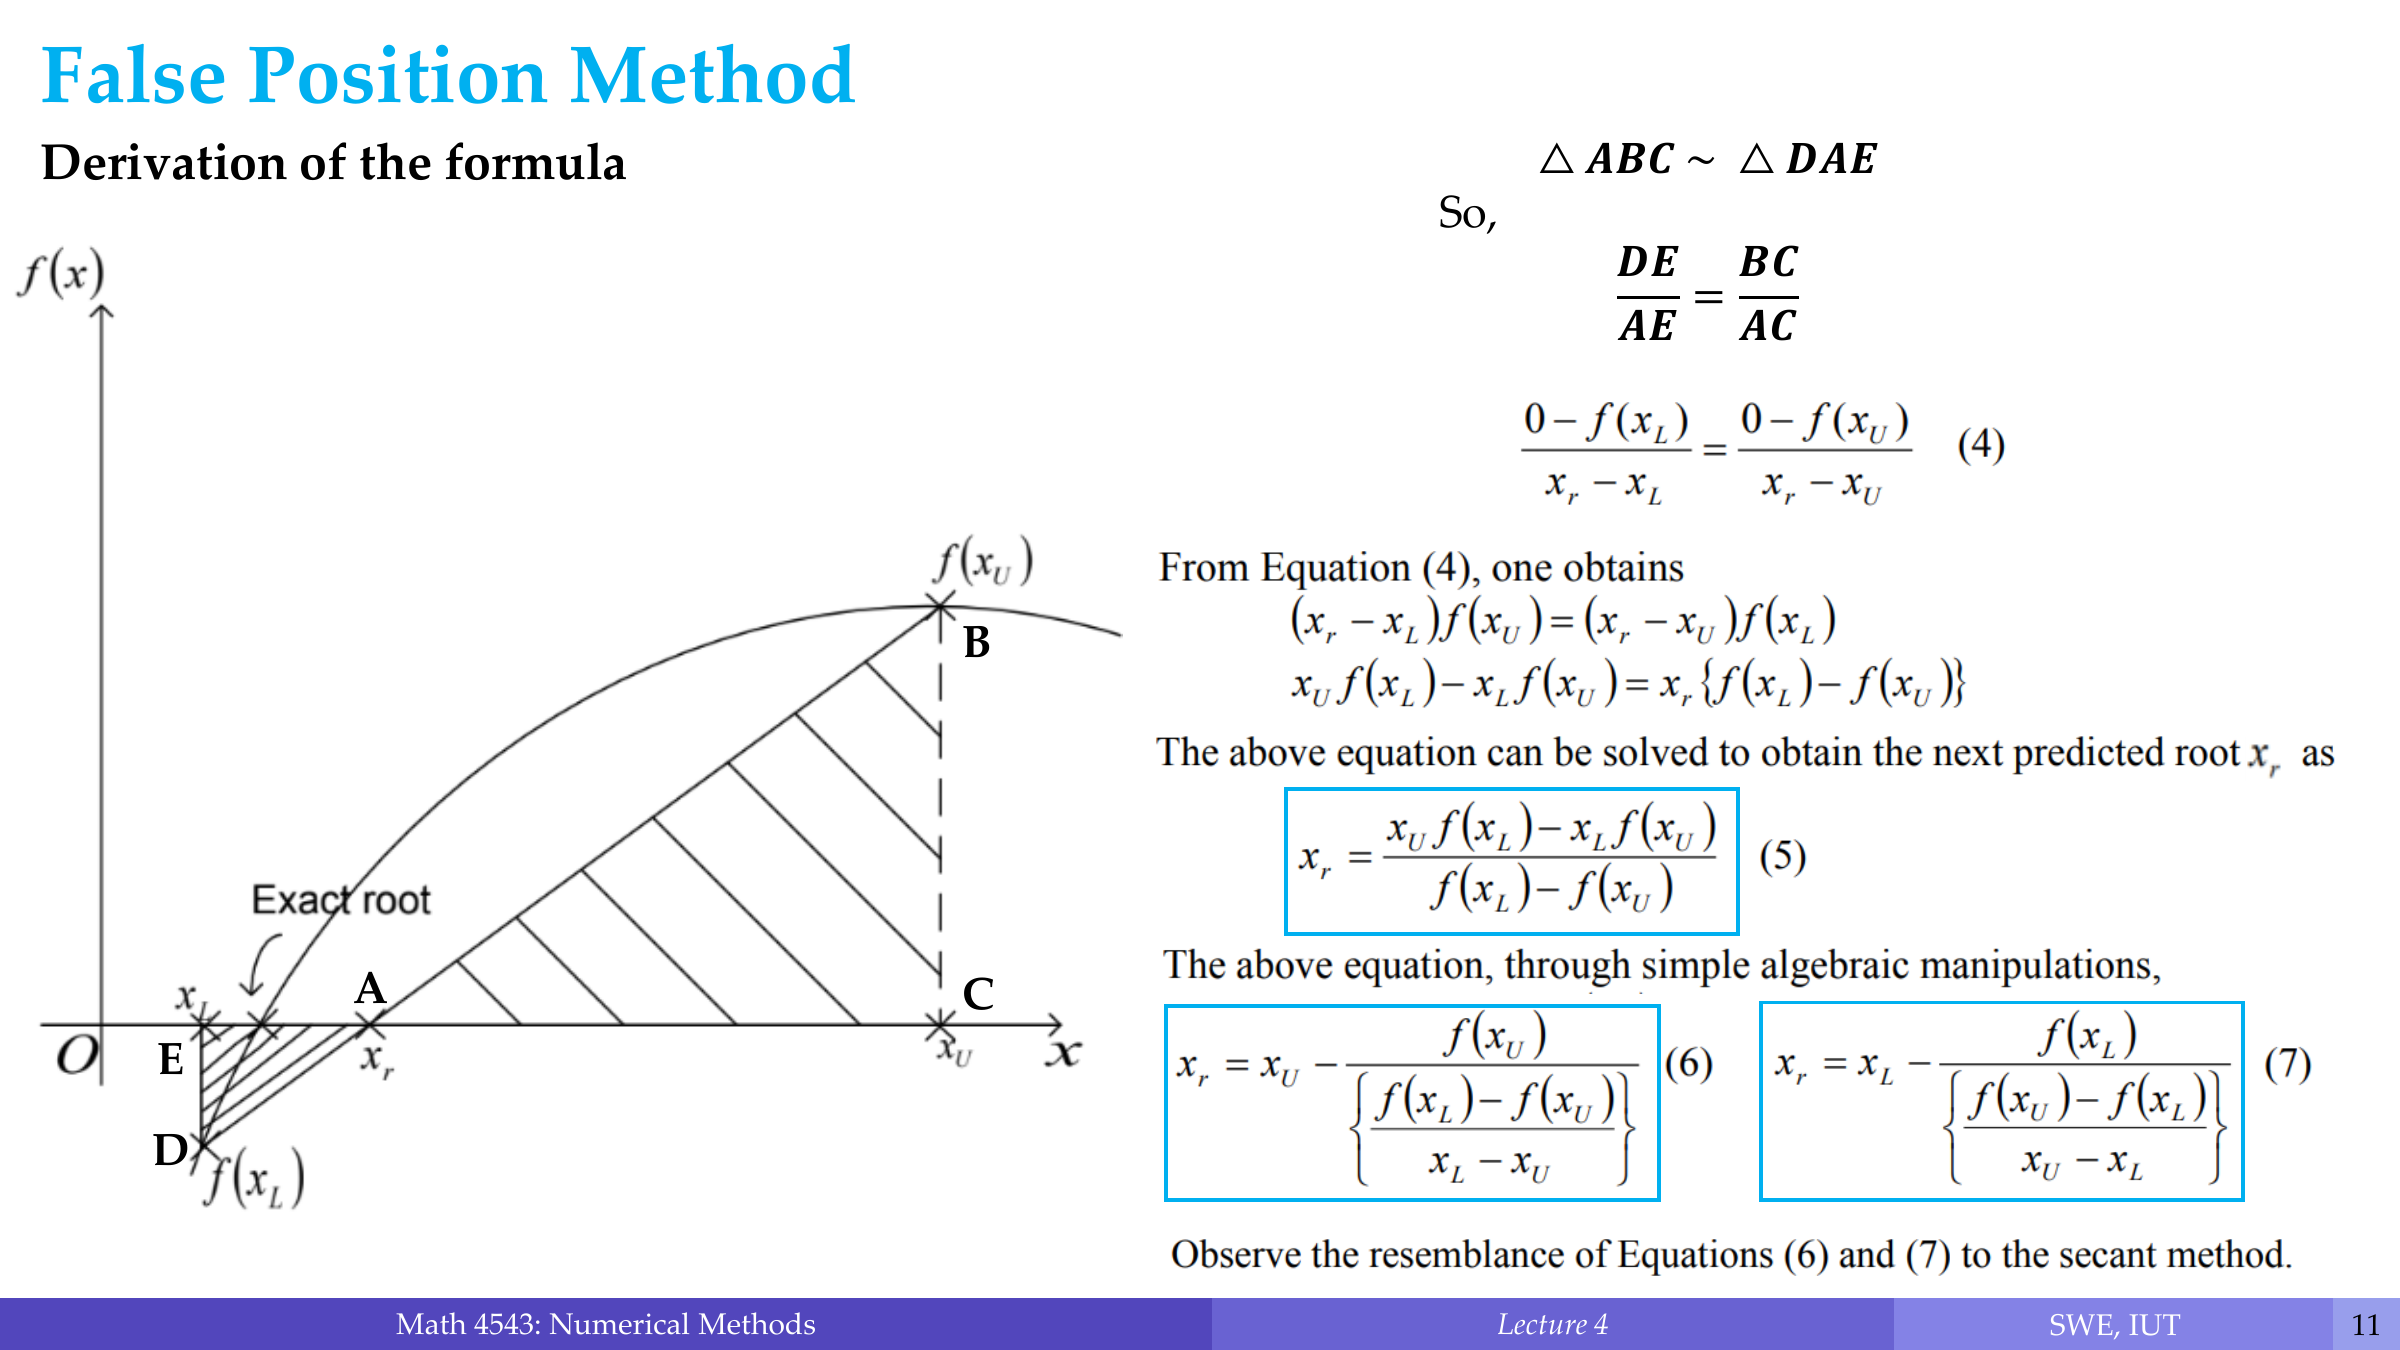 False Position Method
Derivation of the formula
△ ABC ~ △ DAE
So,
DE/AE = BC/AC
(0 − f(x_L))/(x_r − x_L) = (0 − f(x_U))/(x_r − x_U) (4)
From Equation (4), one obtains
(x_r − x_L)f(x_U) = (x_r − x_U)f(x_L)
x_U f(x_L) − x_L f(x_U) = x_r{f(x_L) − f(x_U)}
The above equation can be solved to obtain the next predicted root x_r as
x_r = (x_U f(x_L) − x_L f(x_U))/(f(x_L) − f(x_U)) (5)
The above equation, through simple algebraic manipulations,
x_r = x_U − f(x_U)/{(f(x_L) − f(x_U))/(x_L − x_U)} (6)
x_r = x_L − f(x_L)/{(f(x_U) − f(x_L))/(x_U − x_L)} (7)
Observe the resemblance of Equations (6) and (7) to the secant method.
f(x)
f(x_U)
B
Exact root
x_L
A
C
O
E
x_r
x_U
x
D
f(x_L)
Math 4543: Numerical Methods
Lecture 4
SWE, IUT
11